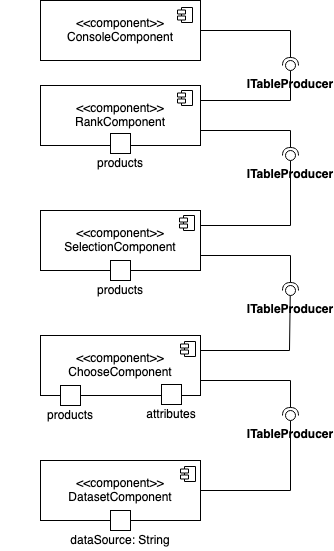 <<component>>
ConsoleComponent
ITableProducer
<<component>>
RankComponent
products
ITableProducer
<<component>>
SelectionComponent
products
ITableProducer
<<component>>
ChooseComponent
products
attributes
ITableProducer
<<component>>
DatasetComponent
dataSource: String